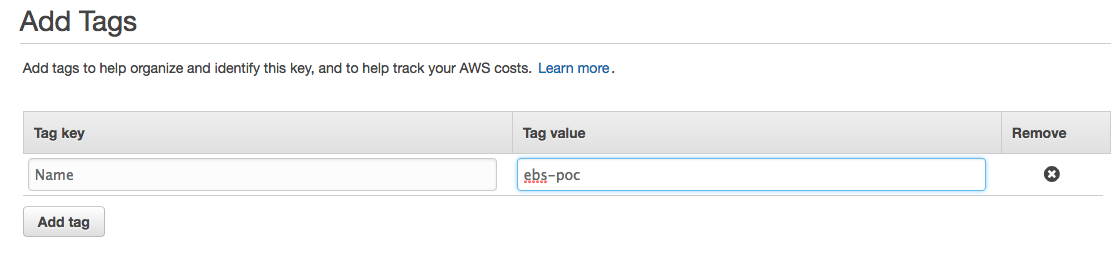 Add Tags
Add tags to help organize and identify this key, and to help track your AWS costs. Learn more.
Tag key Tag value Remove
Name ebs-poc
Add tag